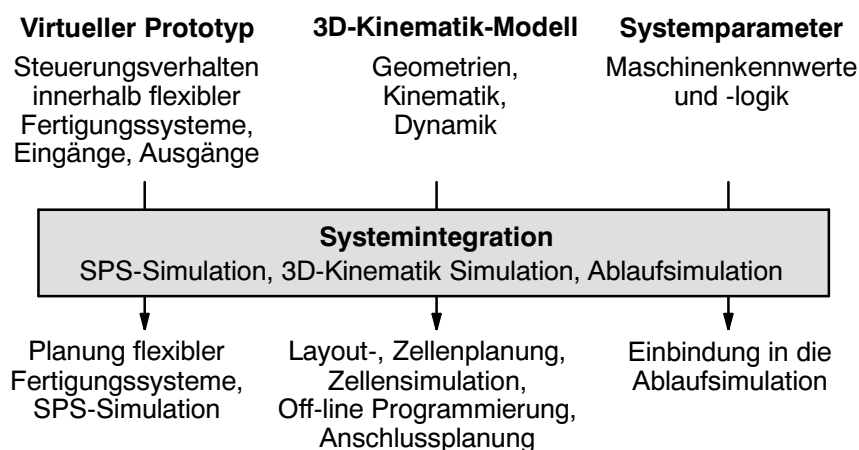 Virtueller Prototyp
Steuerungsverhalten
innerhalb flexibler
Fertigungssysteme,
Eingänge, Ausgänge
3D-Kinematik-Modell
Geometrien,
Kinematik,
Dynamik
Systemparameter
Maschinenkennwerte
und -logik
Systemintegration
SPS-Simulation, 3D-Kinematik Simulation, Ablaufsimulation
Planung flexibler
Fertigungssysteme,
SPS-Simulation
Layout-, Zellenplanung,
Zellensimulation,
Off-line Programmierung,
Anschlussplanung
Einbindung in die
Ablaufsimulation